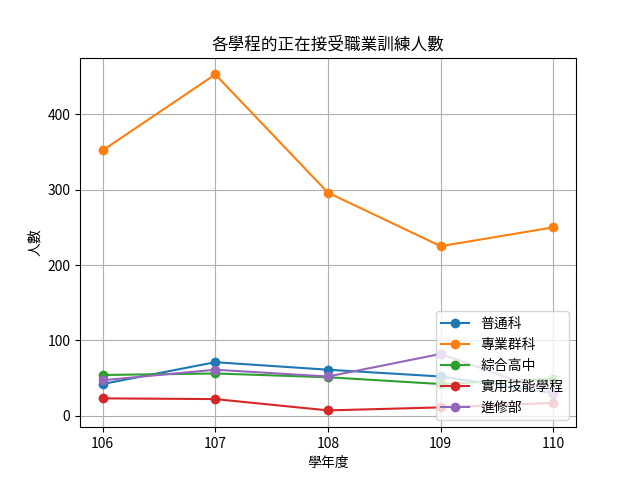 各學程的正在接受職業訓練人數
人數
400
300
200
100
0
普通科
專業群科
綜合高中
實用技能學程
進修部
106
107
108
109
110
學年度